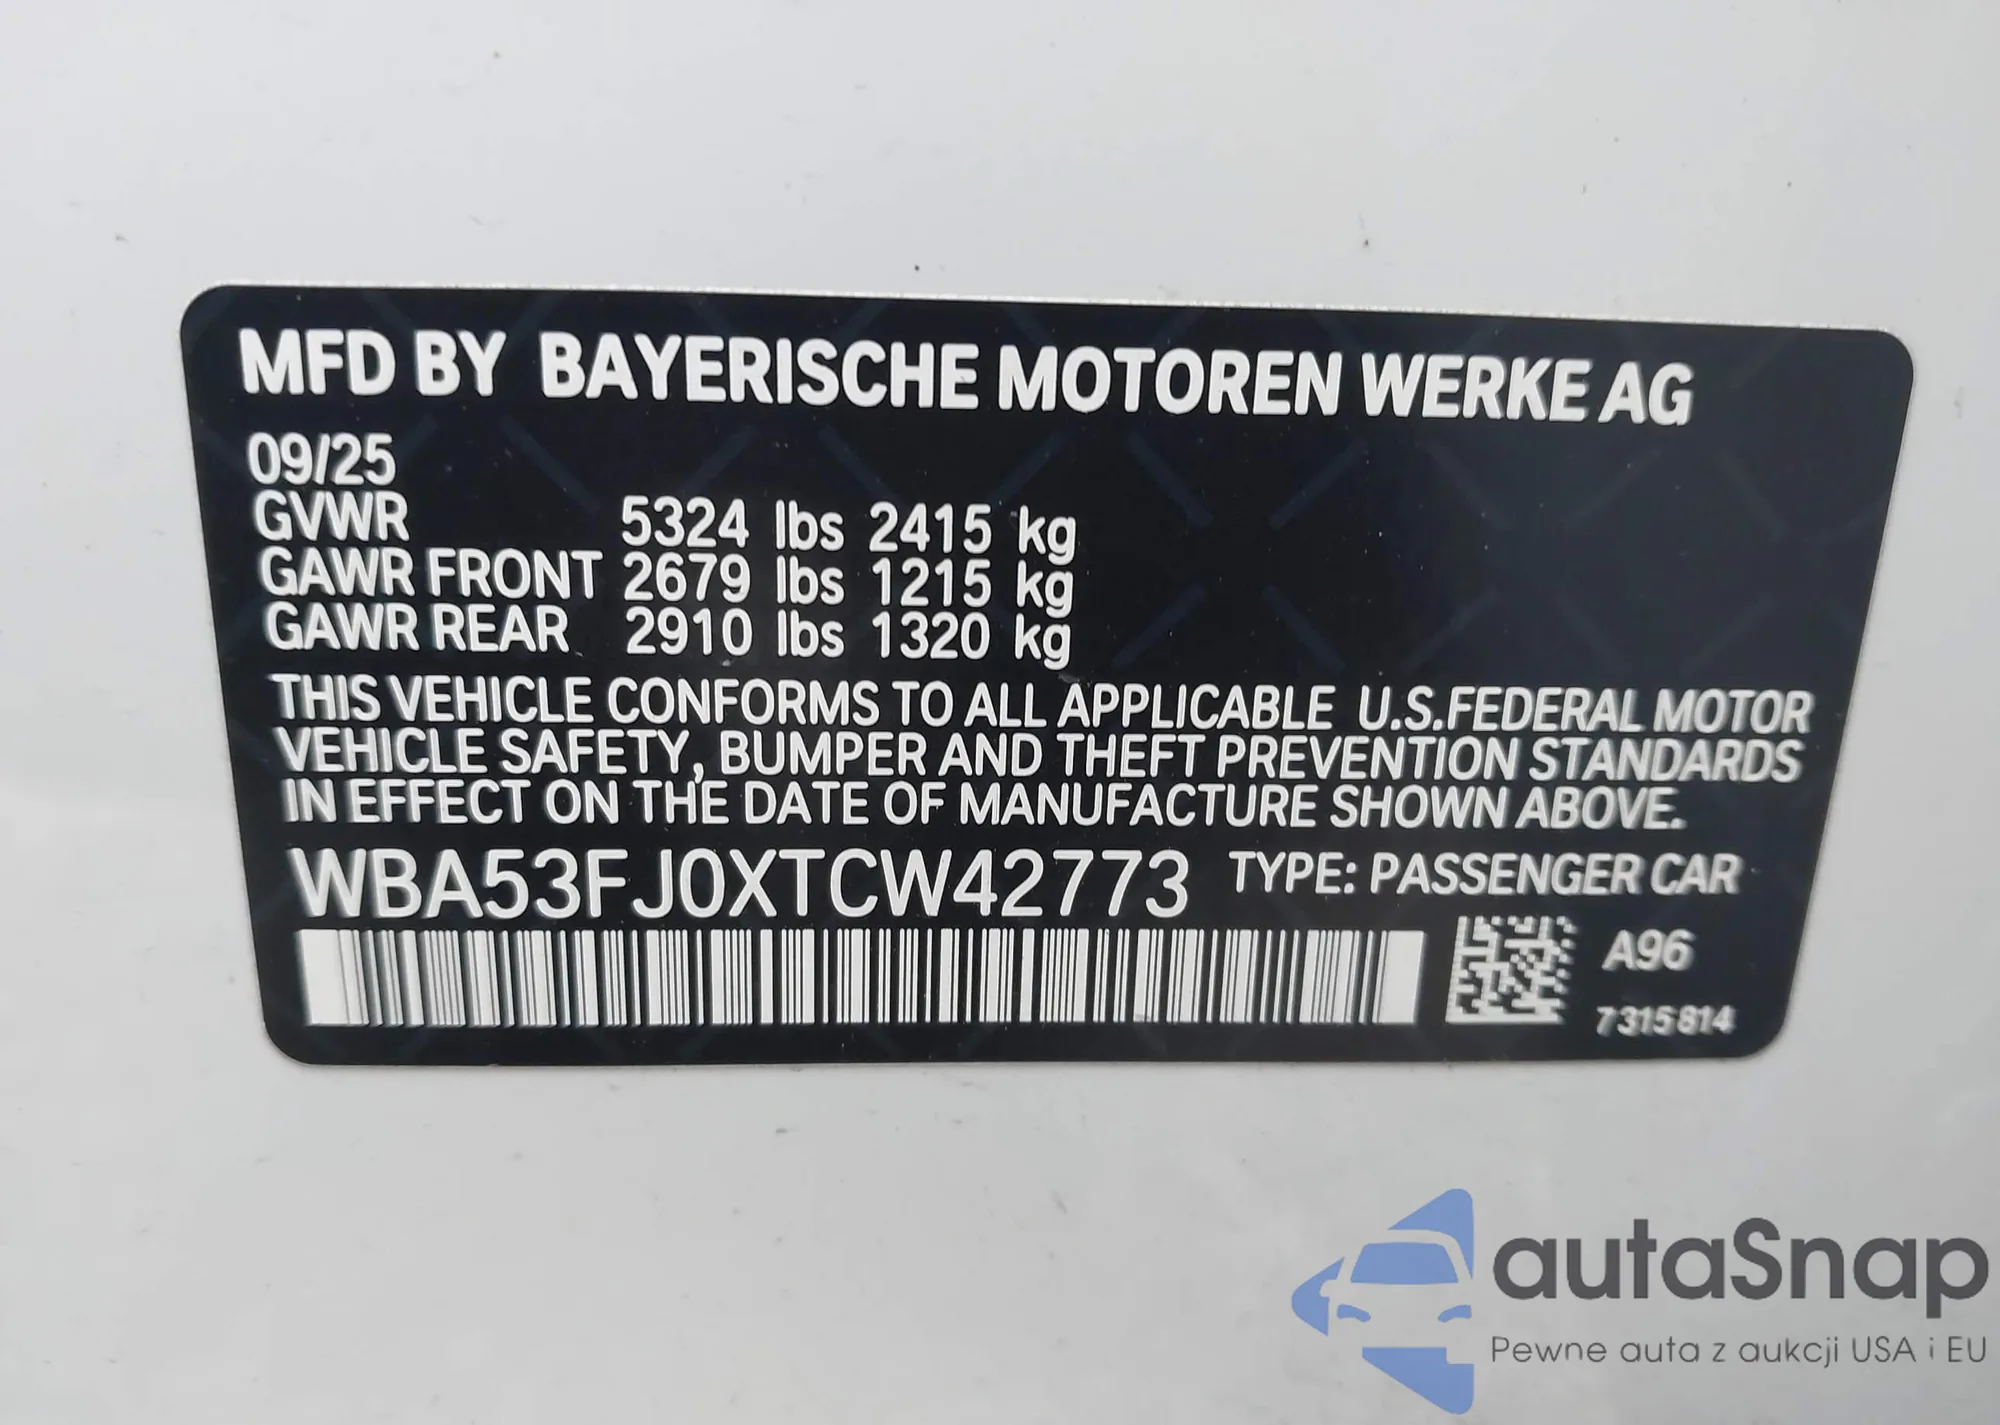 MFD BY BAYERISCHE MOTOREN WERKE AG
09/25
GVWR 5324 lbs 2415 kg
GAWR FRONT 2679 lbs 1215 kg
GAWR REAR 2910 lbs 1320 kg
THIS VEHICLE CONFORMS TO ALL APPLICABLE U.S.FEDERAL MOTOR
VEHICLE SAFETY, BUMPER AND THEFT PREVENTION STANDARDS
IN EFFECT ON THE DATE OF MANUFACTURE SHOWN ABOVE.
WBA53FJ0XTCW42773 TYPE: PASSENGER CAR
A96
7315814
autaSnap
Pewne auta z aukcji USA i EU